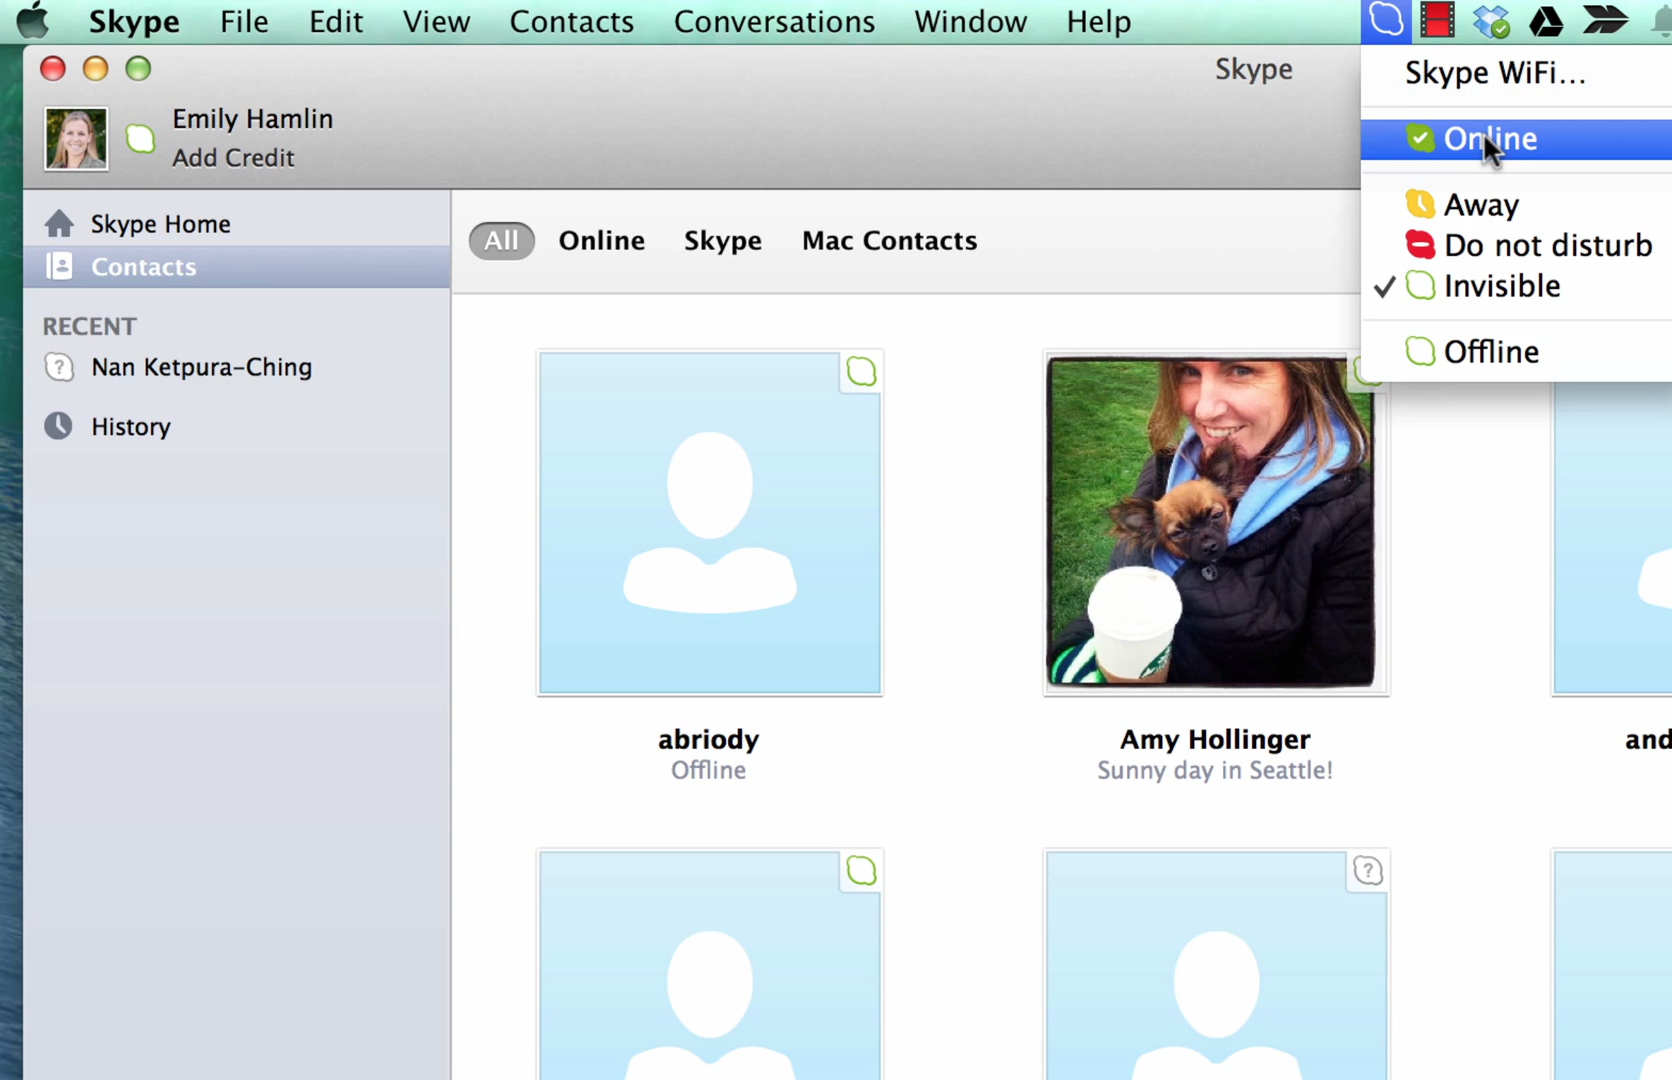 Skype File Edit View Contacts Conversations Window Help
Skype
Skype WiFi...
Online
Away
Do not disturb
Invisible
Offline
Emily Hamlin
Add Credit
Skype Home
Contacts
RECENT
Nan Ketpura-Ching
History
All Online Skype Mac Contacts
abriody
Offline
Amy Hollinger
Sunny day in Seattle!
and